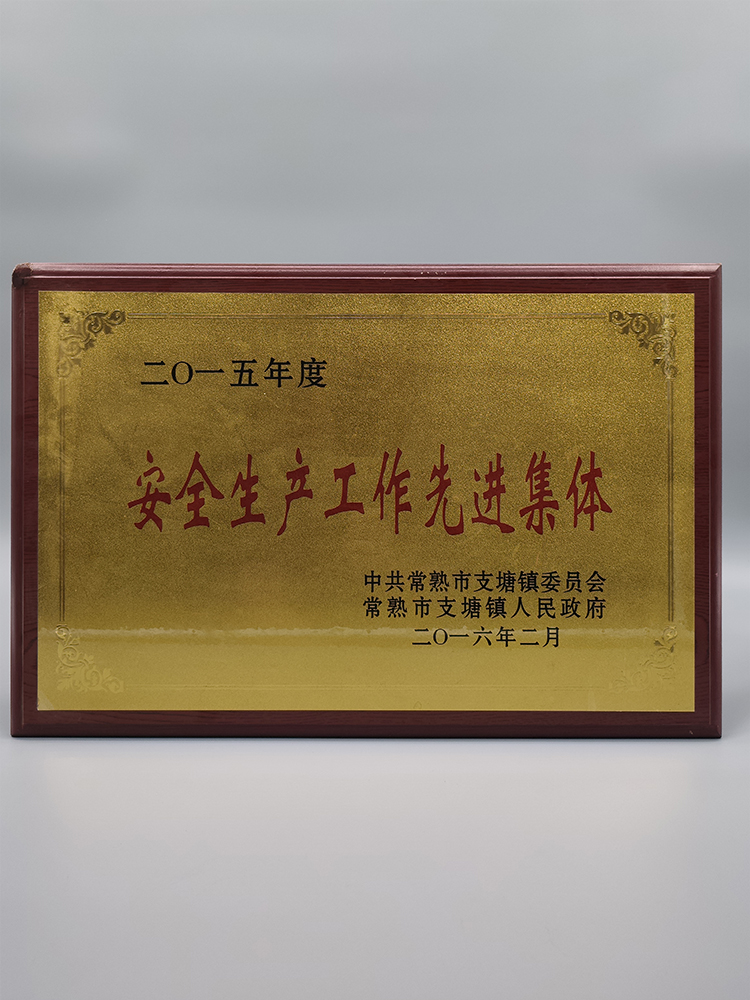 二〇一五年度
安全生产工作先进集体
中共常熟市支塘镇委员会
常熟市支塘镇人民政府
二〇一六年二月